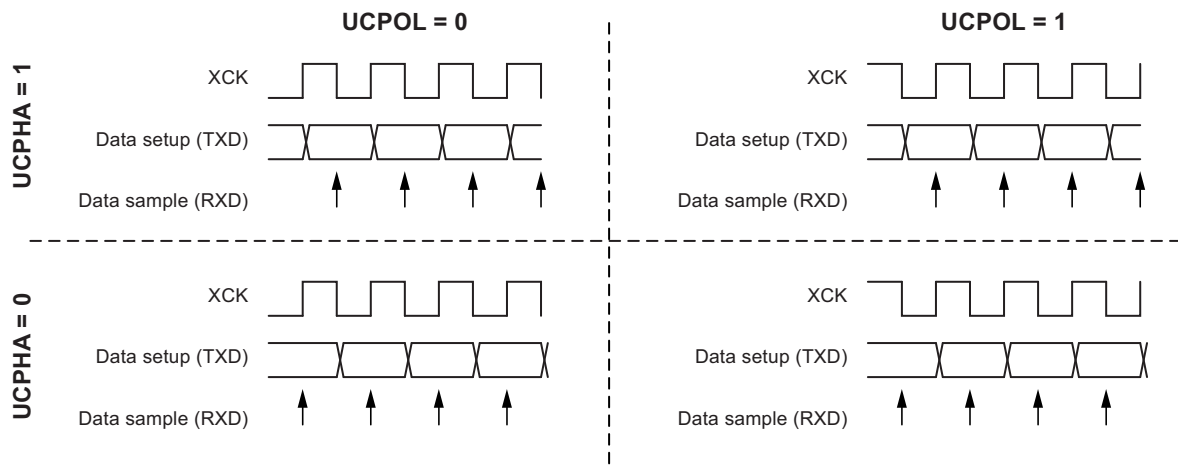 UCPOL = 0
UCPOL = 1
UCPHA = 1
XCK
Data setup (TXD)
Data sample (RXD)
XCK
Data setup (TXD)
Data sample (RXD)
UCPHA = 0
XCK
Data setup (TXD)
Data sample (RXD)
XCK
Data setup (TXD)
Data sample (RXD)